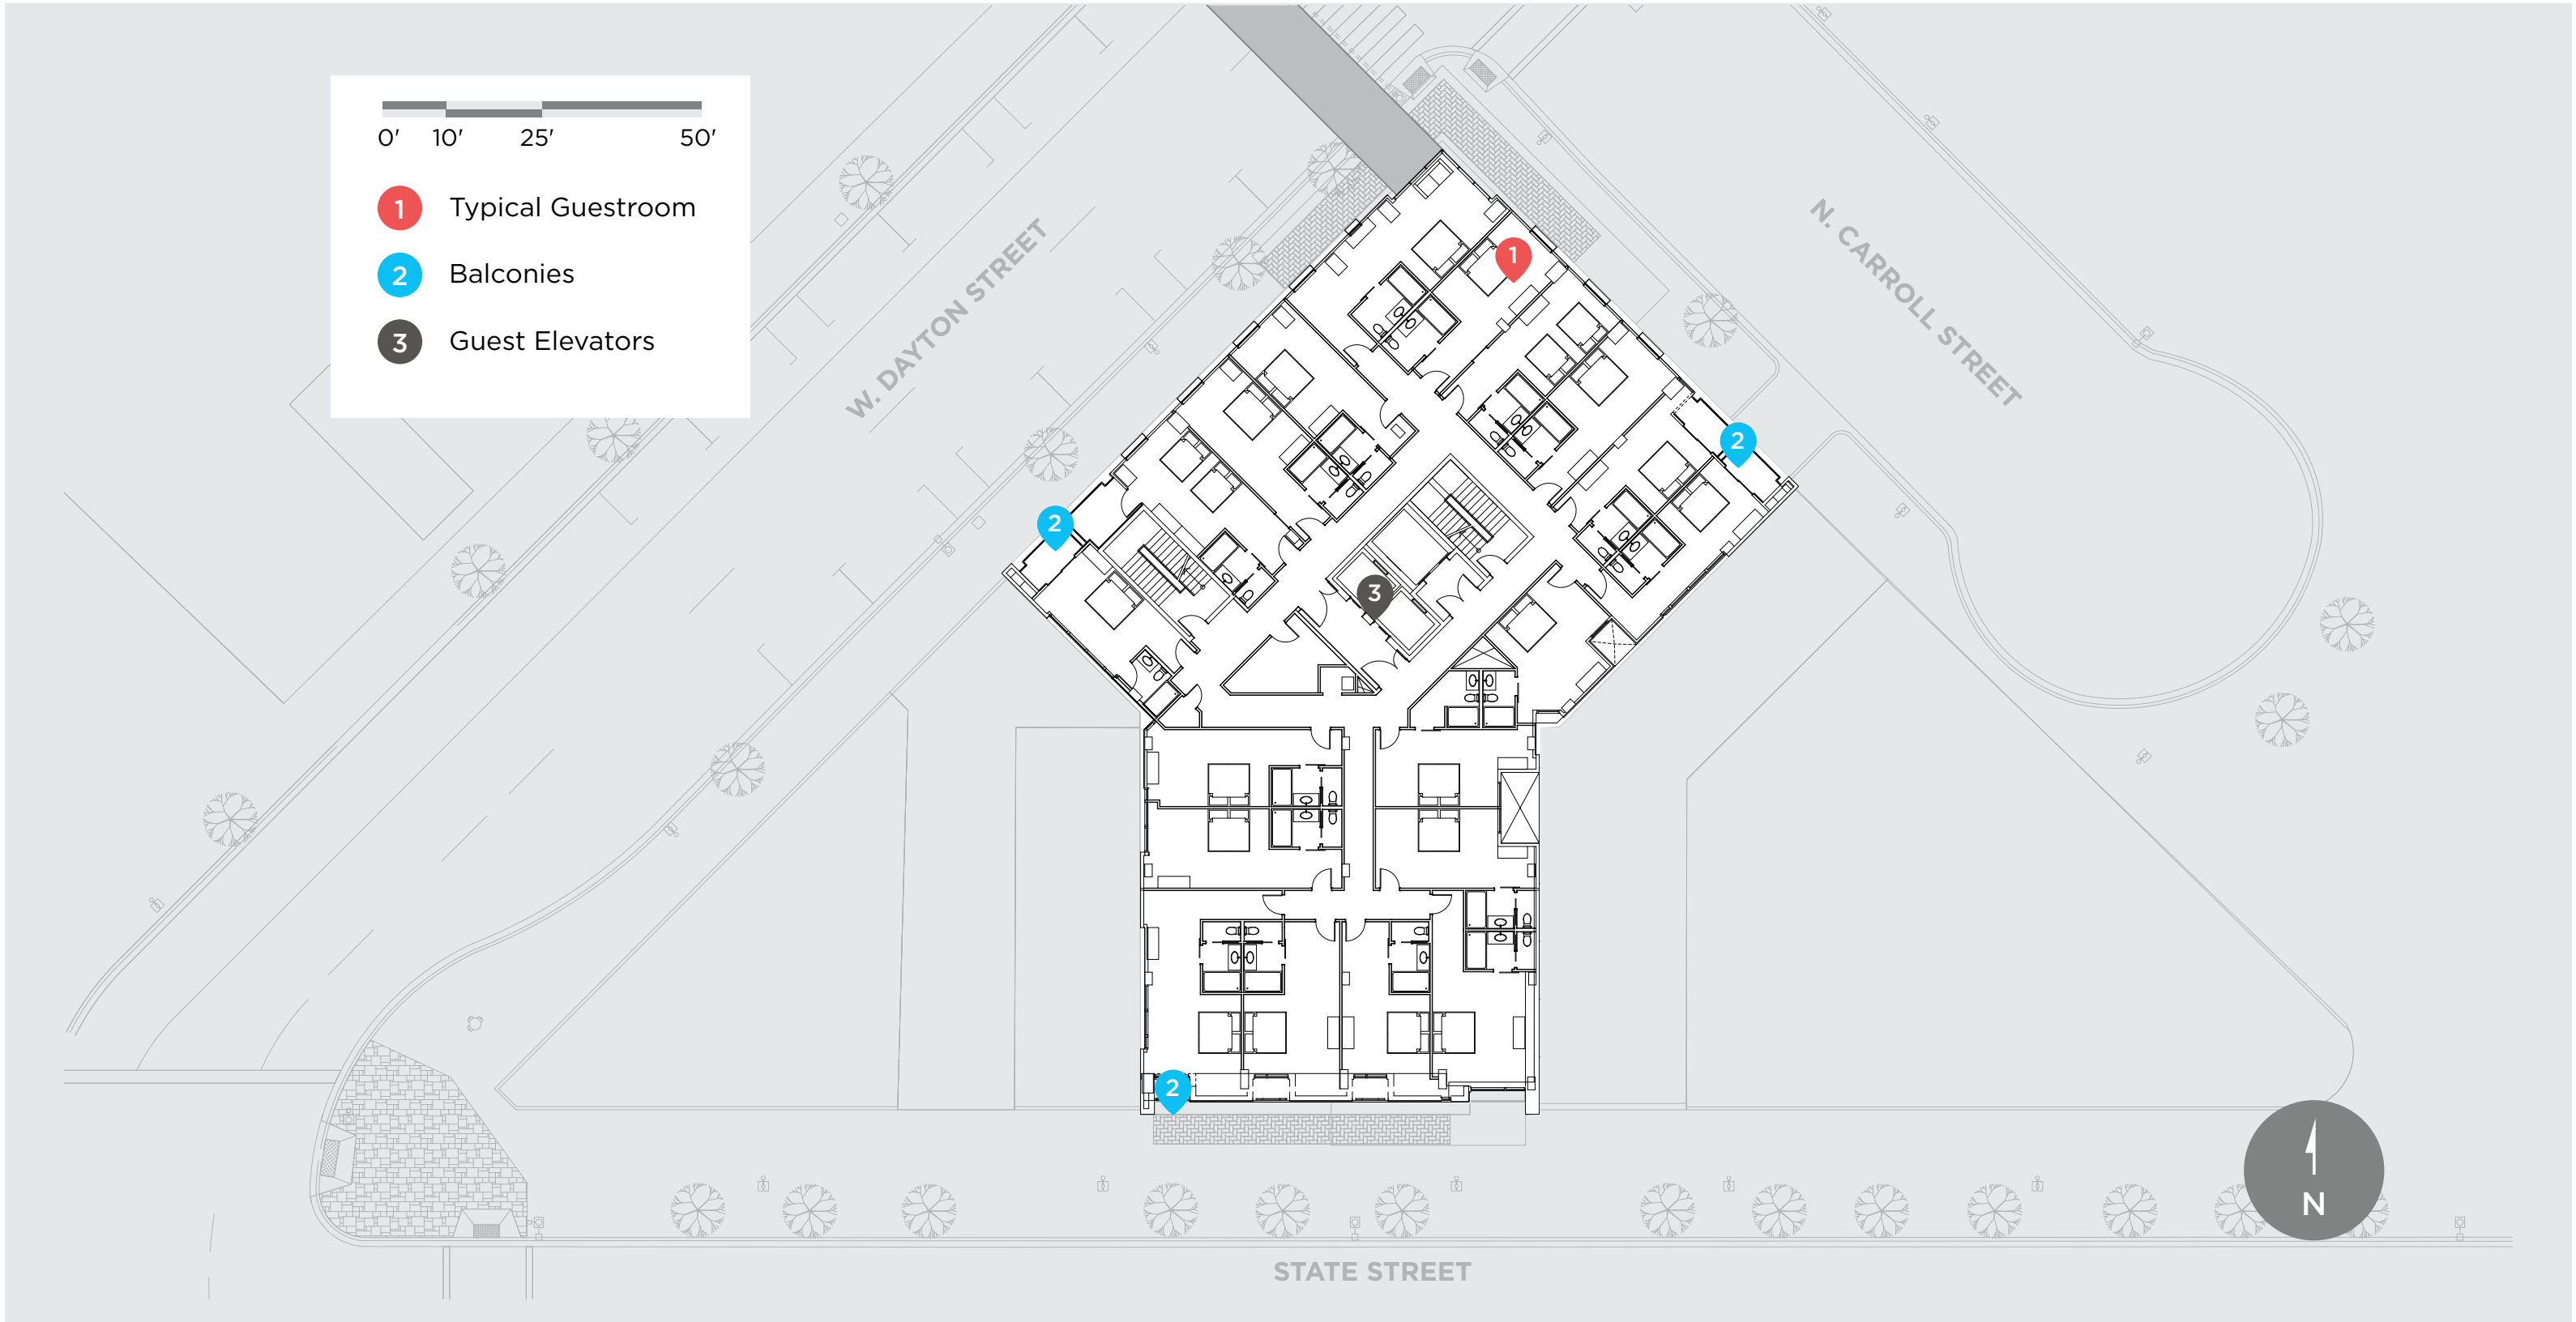 0' 10' 25' 50'
1 Typical Guestroom
2 Balconies
3 Guest Elevators
W. DAYTON STREET
N. CARROLL STREET
1
2
2
3
2
N
STATE STREET